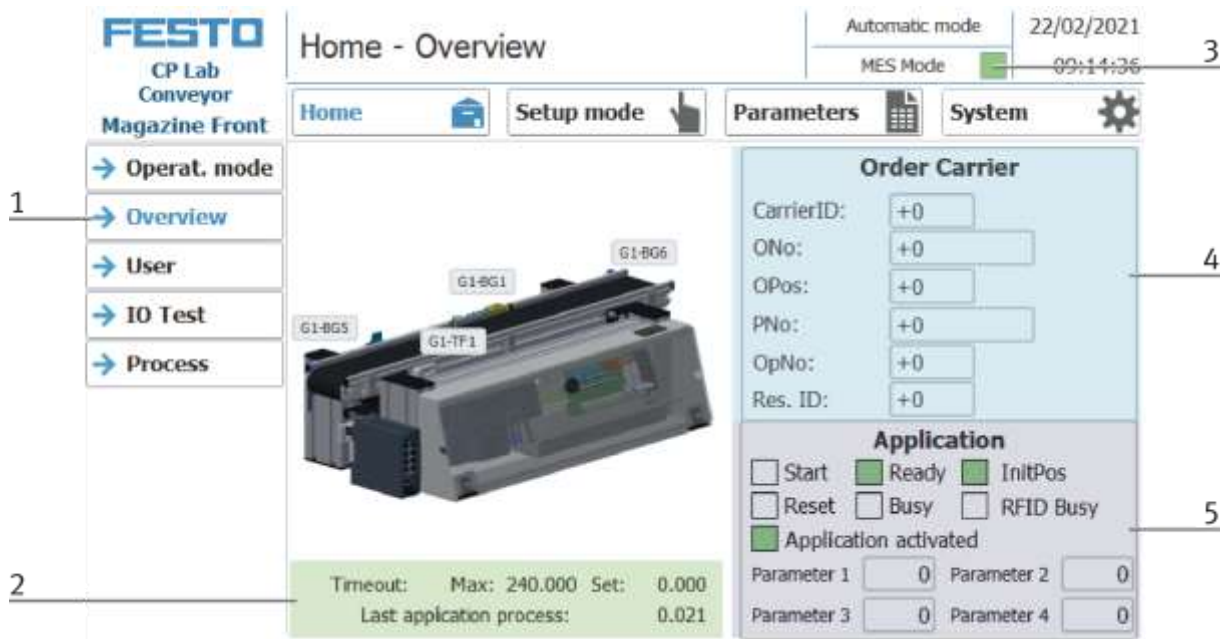 FESTO
CP Lab
Conveyor
Magazine Front
Home - Overview
Automatic mode
22/02/2021
MES Mode
09:14:36
3
Home
Setup mode
Parameters
System
Operat. mode
1
Overview
User
IO Test
Process
G1-BG6
G1-BG1
G1-BG5
G1-TF1
Order Carrier
CarrierID: +0
ONo: +0
4
OPos: +0
PNo: +0
OpNo: +0
Res. ID: +0
Application
Start Ready InitPos
Reset Busy RFID Busy
5
Application activated
Parameter 1 0 Parameter 2 0
Parameter 3 0 Parameter 4 0
2
Timeout: Max: 240.000 Set: 0.000
Last application process: 0.021